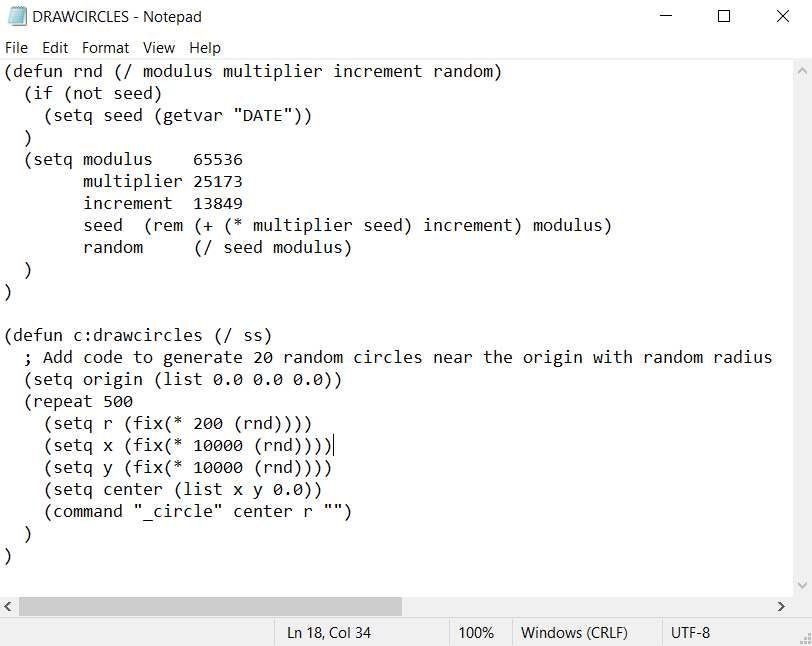 DRAWCIRCLES - Notepad
File Edit Format View Help
(defun rnd (/ modulus multiplier increment random)
  (if (not seed)
    (setq seed (getvar "DATE"))
  )
  (setq modulus    65536
        multiplier 25173
        increment  13849
        seed  (rem (+ (* multiplier seed) increment) modulus)
        random     (/ seed modulus)
  )
)

(defun c:drawcircles (/ ss)
  ; Add code to generate 20 random circles near the origin with random radius
  (setq origin (list 0.0 0.0 0.0))
  (repeat 500
    (setq r (fix(* 200 (rnd))))
    (setq x (fix(* 10000 (rnd))))
    (setq y (fix(* 10000 (rnd))))
    (setq center (list x y 0.0))
    (command "_circle" center r "")
  )
)
Ln 18, Col 34 100% Windows (CRLF) UTF-8